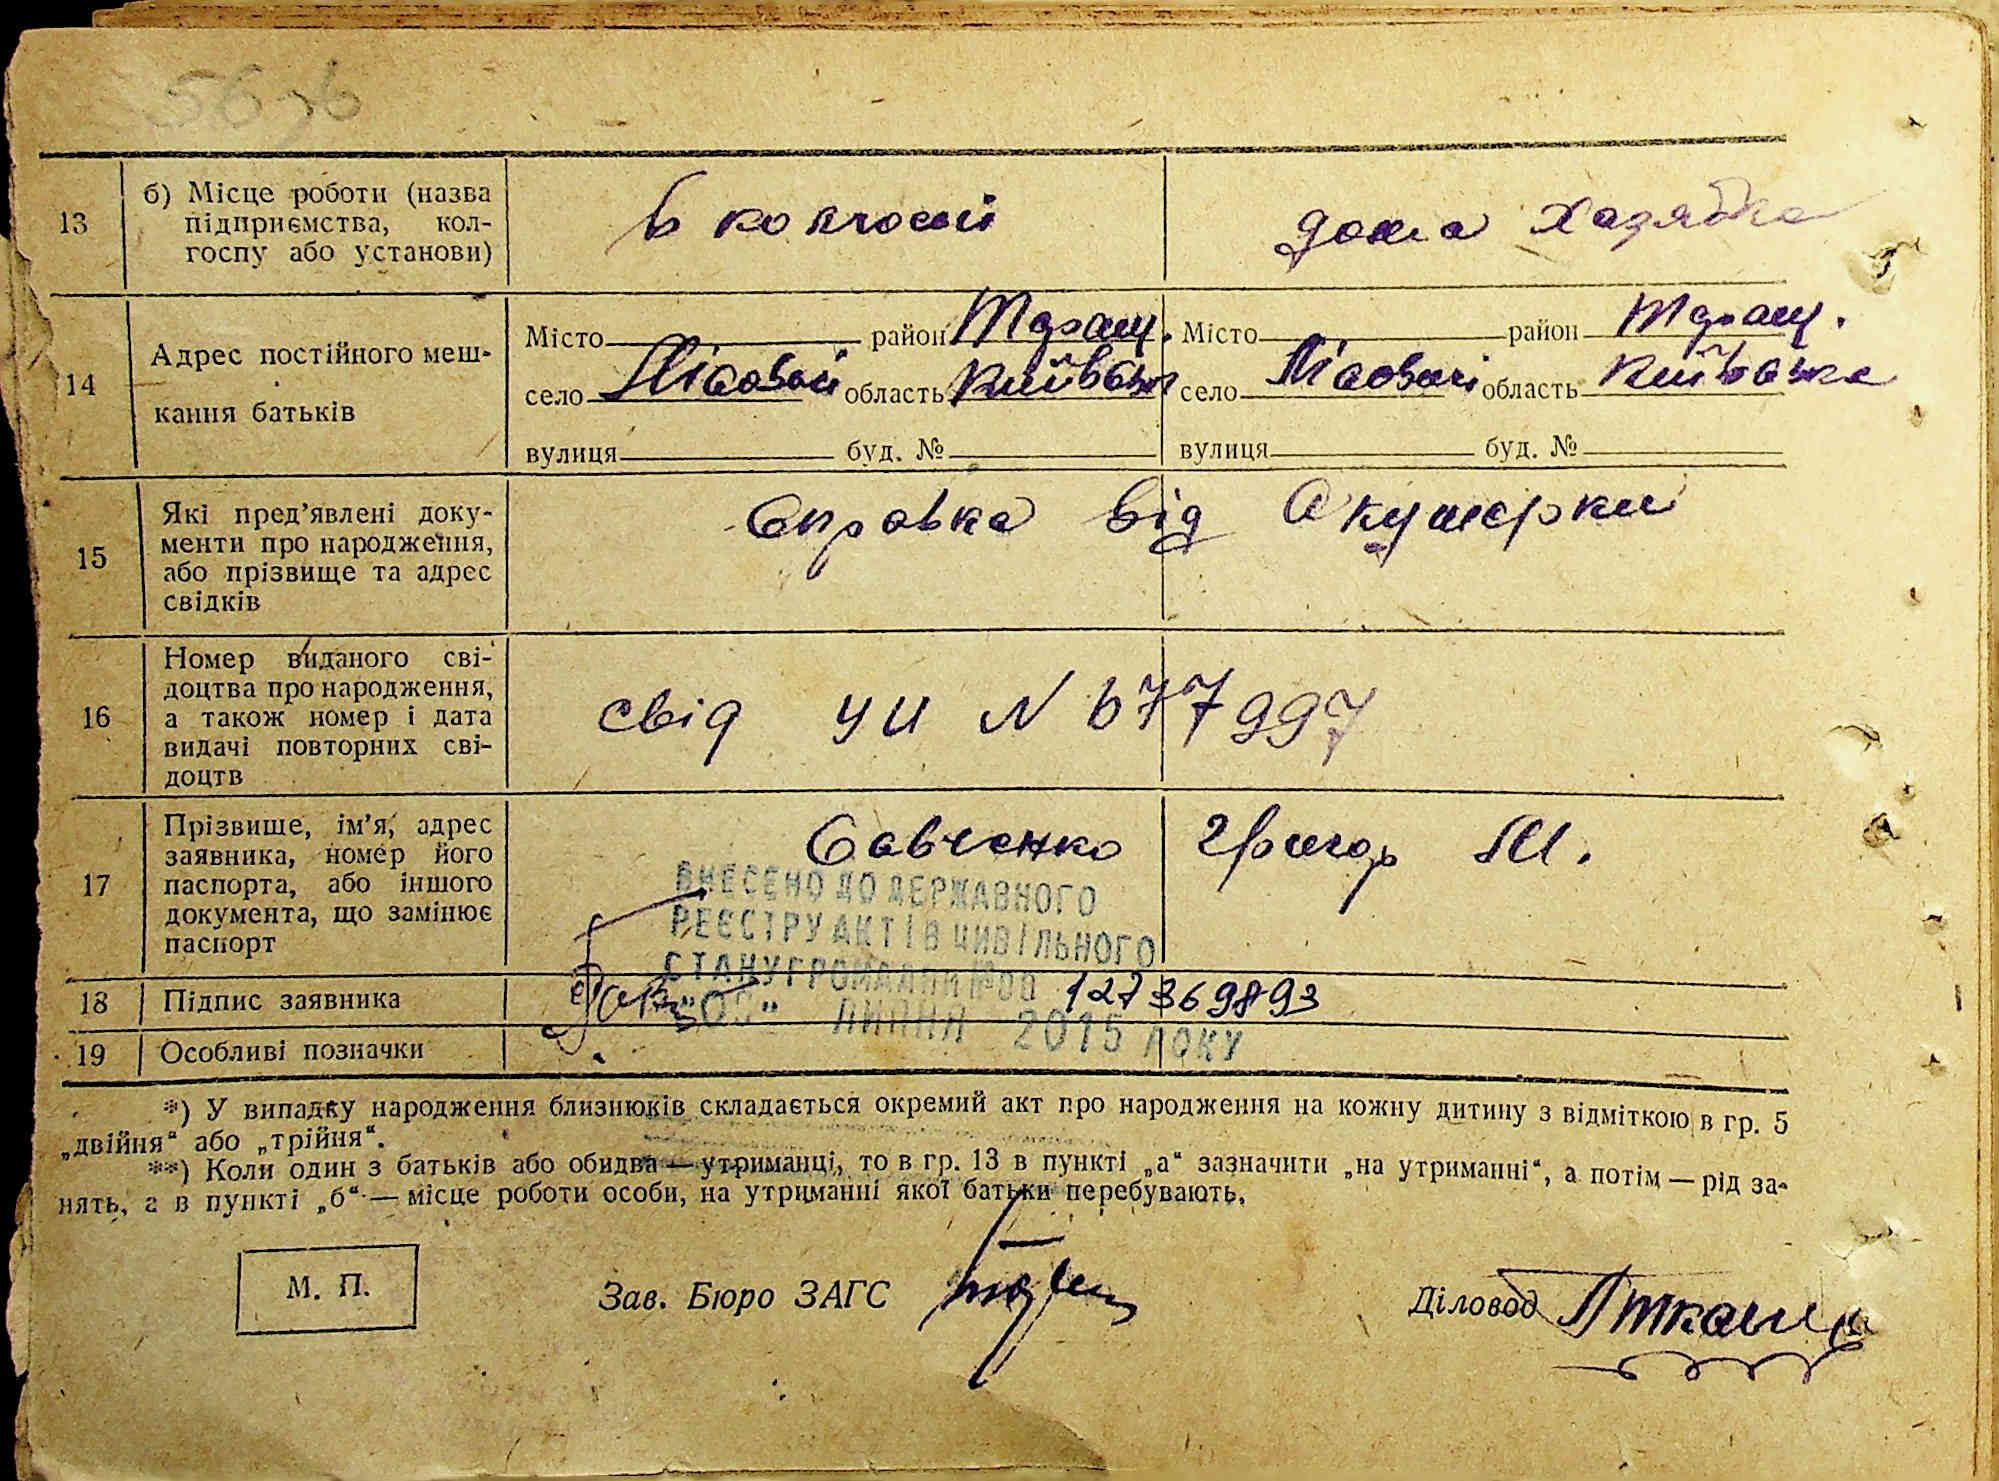 13 б) Місце роботи (назва
підприємства, кол-
госпу або установи)
в колгоспі
дома хазяйка
14 Адрес постійного меш-
кання батьків
Місто район Тдращ. Місто район Тдращ.
село Лісовичі область Київська село Лісовичі область Київська
вулиця буд. № вулиця буд. №
15 Які пред'явлені доку-
менти про народження,
або прізвище та адрес
свідків
Справка від Акушерки
16 Номер виданого сві-
доцтва про народження,
а також номер і дата
видачі повторних сві-
доцтв
свід УИ N 677997
17 Прізвише, ім'я, адрес
заявника, номер його
паспорта, або іншого
документа, що замінює
паспорт
Савченко Григор М.
ВНЕСЕНО ДО ДЕРЖАВНОГО
РЕЄСТРУ АКТІВ ЦИВІЛЬНОГО
СТАНУ ГРОМАДЯН №00 127369893
ЛИПНЯ 2015 РОКУ
18 Підпис заявника
19 Особливі позначки
*) У випадку народження близнюків складається окремий акт про народження на кожну дитину з відміткою в гр. 5
„двійня“ або „трійня“.
**) Коли один з батьків або обидва — утриманці, то в гр. 13 в пункті „а“ зазначити „на утриманні“, а потім — рід за-
нять, а в пункті „б“ — місце роботи особи, на утриманні якої батьки перебувають.
М. П.
Зав. Бюро ЗАГС
Діловод